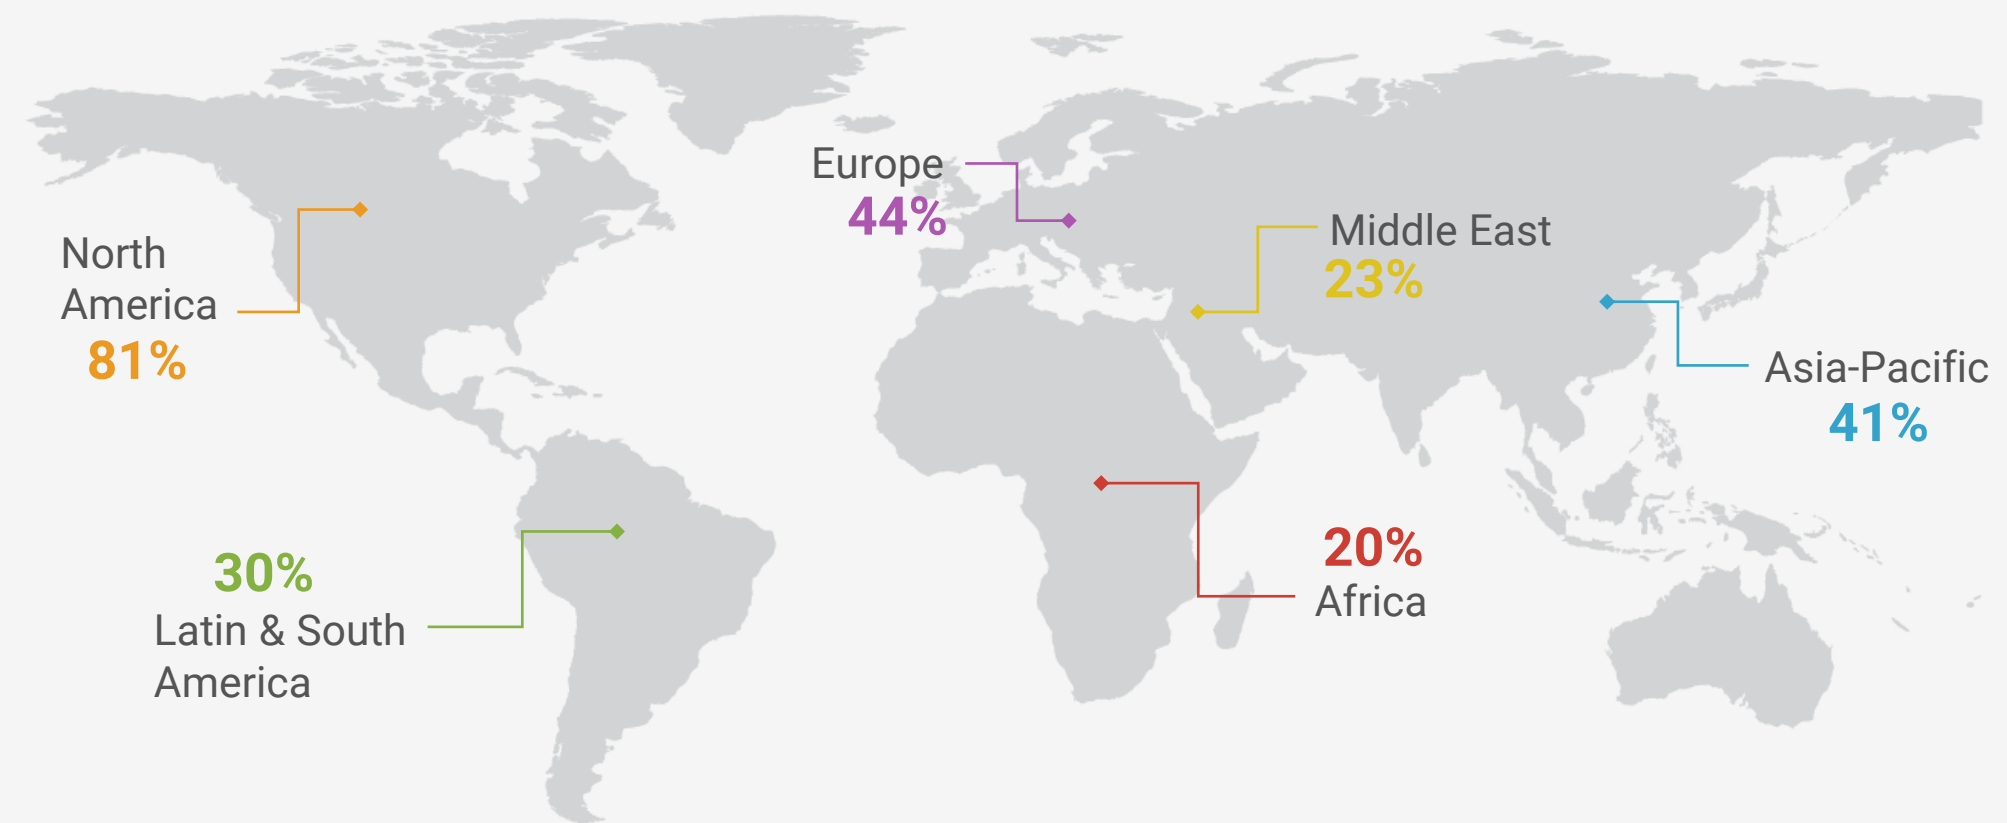 Europe
44%
Middle East
23%
North
America
81%
Asia-Pacific
41%
30%
Latin & South
America
20%
Africa